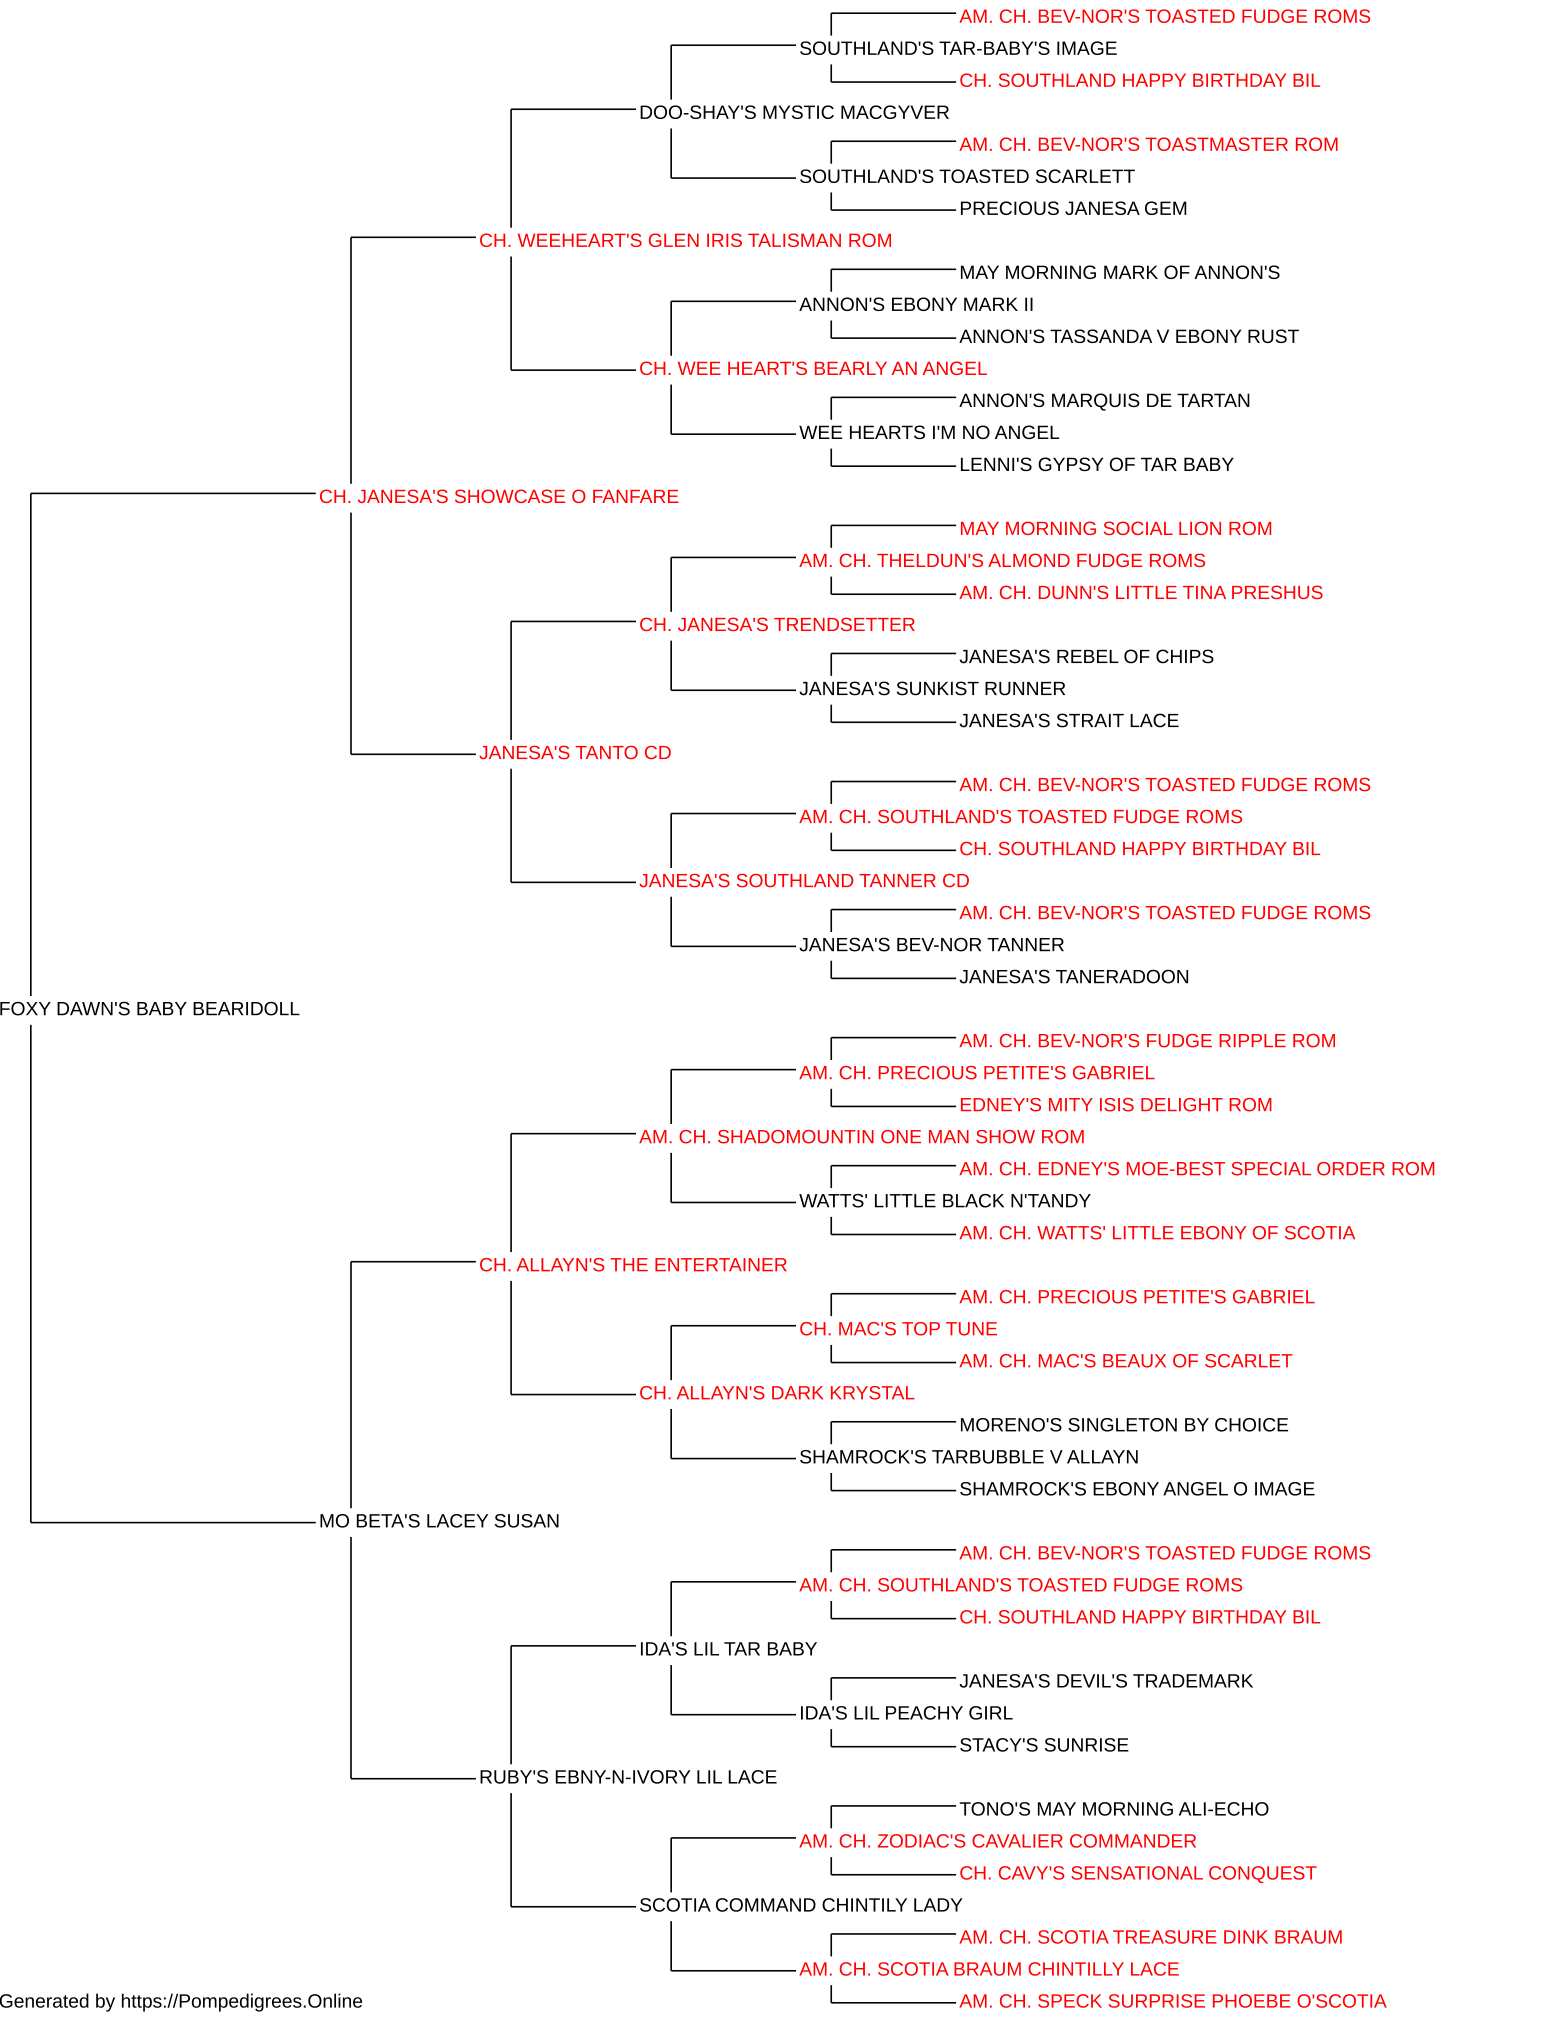 AM. CH. BEV-NOR'S TOASTED FUDGE ROMS
SOUTHLAND'S TAR-BABY'S IMAGE
CH. SOUTHLAND HAPPY BIRTHDAY BIL
DOO-SHAY'S MYSTIC MACGYVER
AM. CH. BEV-NOR'S TOASTMASTER ROM
SOUTHLAND'S TOASTED SCARLETT
PRECIOUS JANESA GEM
CH. WEEHEART'S GLEN IRIS TALISMAN ROM
MAY MORNING MARK OF ANNON'S
ANNON'S EBONY MARK II
ANNON'S TASSANDA V EBONY RUST
CH. WEE HEART'S BEARLY AN ANGEL
ANNON'S MARQUIS DE TARTAN
WEE HEARTS I'M NO ANGEL
LENNI'S GYPSY OF TAR BABY
CH. JANESA'S SHOWCASE O FANFARE
MAY MORNING SOCIAL LION ROM
AM. CH. THELDUN'S ALMOND FUDGE ROMS
AM. CH. DUNN'S LITTLE TINA PRESHUS
CH. JANESA'S TRENDSETTER
JANESA'S REBEL OF CHIPS
JANESA'S SUNKIST RUNNER
JANESA'S STRAIT LACE
JANESA'S TANTO CD
AM. CH. BEV-NOR'S TOASTED FUDGE ROMS
AM. CH. SOUTHLAND'S TOASTED FUDGE ROMS
CH. SOUTHLAND HAPPY BIRTHDAY BIL
JANESA'S SOUTHLAND TANNER CD
AM. CH. BEV-NOR'S TOASTED FUDGE ROMS
JANESA'S BEV-NOR TANNER
JANESA'S TANERADOON
FOXY DAWN'S BABY BEARIDOLL
AM. CH. BEV-NOR'S FUDGE RIPPLE ROM
AM. CH. PRECIOUS PETITE'S GABRIEL
EDNEY'S MITY ISIS DELIGHT ROM
AM. CH. SHADOMOUNTIN ONE MAN SHOW ROM
AM. CH. EDNEY'S MOE-BEST SPECIAL ORDER ROM
WATTS' LITTLE BLACK N'TANDY
AM. CH. WATTS' LITTLE EBONY OF SCOTIA
CH. ALLAYN'S THE ENTERTAINER
AM. CH. PRECIOUS PETITE'S GABRIEL
CH. MAC'S TOP TUNE
AM. CH. MAC'S BEAUX OF SCARLET
CH. ALLAYN'S DARK KRYSTAL
MORENO'S SINGLETON BY CHOICE
SHAMROCK'S TARBUBBLE V ALLAYN
SHAMROCK'S EBONY ANGEL O IMAGE
MO BETA'S LACEY SUSAN
AM. CH. BEV-NOR'S TOASTED FUDGE ROMS
AM. CH. SOUTHLAND'S TOASTED FUDGE ROMS
CH. SOUTHLAND HAPPY BIRTHDAY BIL
IDA'S LIL TAR BABY
JANESA'S DEVIL'S TRADEMARK
IDA'S LIL PEACHY GIRL
STACY'S SUNRISE
RUBY'S EBNY-N-IVORY LIL LACE
TONO'S MAY MORNING ALI-ECHO
AM. CH. ZODIAC'S CAVALIER COMMANDER
CH. CAVY'S SENSATIONAL CONQUEST
SCOTIA COMMAND CHINTILY LADY
AM. CH. SCOTIA TREASURE DINK BRAUM
AM. CH. SCOTIA BRAUM CHINTILLY LACE
AM. CH. SPECK SURPRISE PHOEBE O'SCOTIA
Generated by https://Pompedigrees.Online